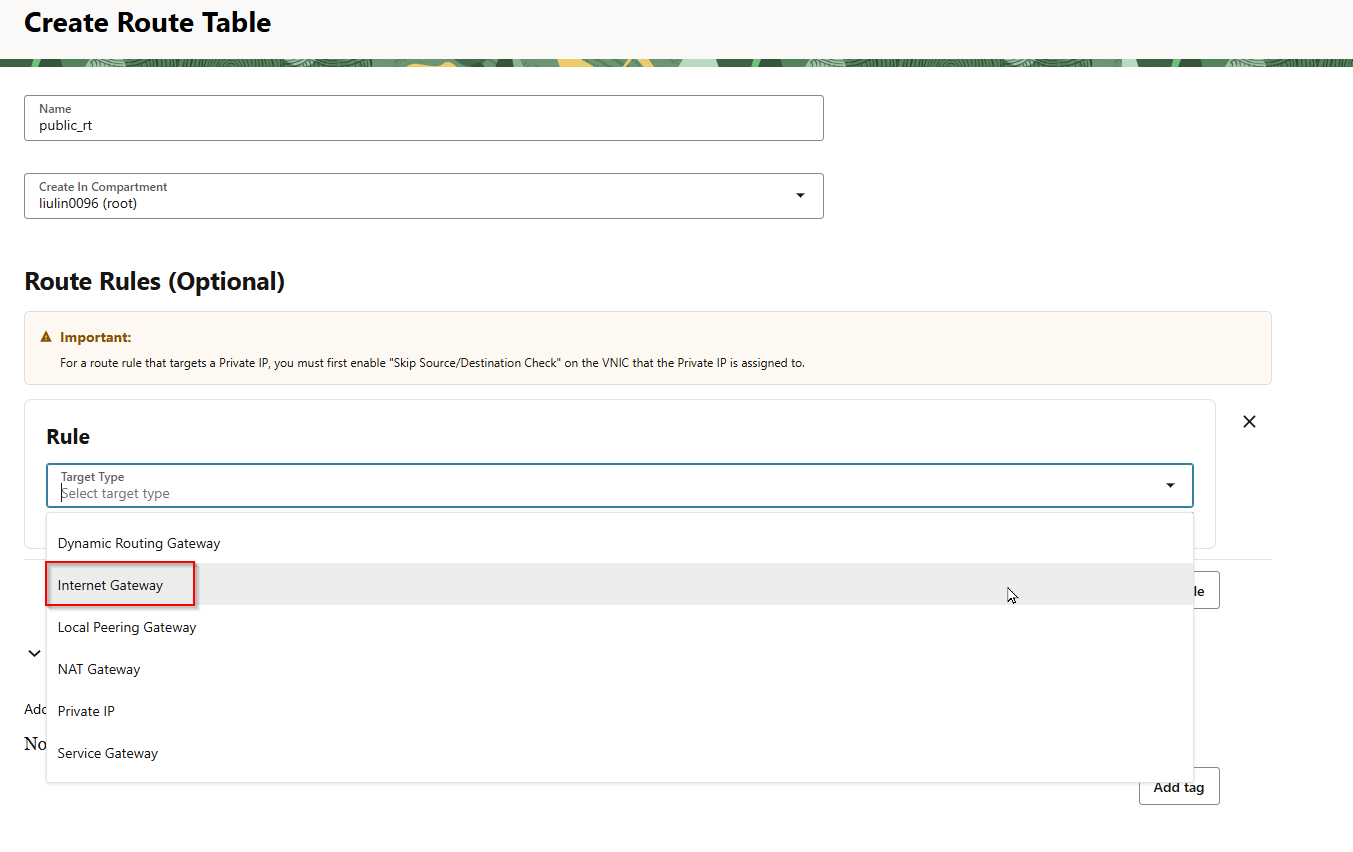 Create Route Table
Name
public_rt
Create In Compartment
liulin0096 (root)
Route Rules (Optional)
Important:
For a route rule that targets a Private IP, you must first enable "Skip Source/Destination Check" on the VNIC that the Private IP is assigned to.
Rule
Target Type
Select target type
Dynamic Routing Gateway
Internet Gateway
Local Peering Gateway
NAT Gateway
Private IP
Service Gateway
Add tag